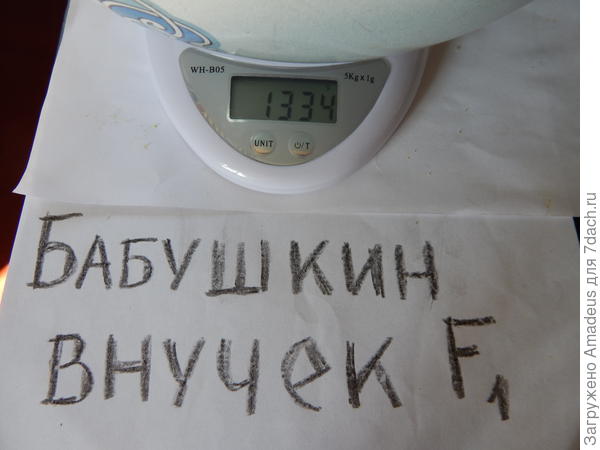 WH-B05
5Kg x 1g
1334
UNIT
⏻/T
БАБУШКИН
ВНУЧЕК F1
Загружено Amadeus для 7dach.ru